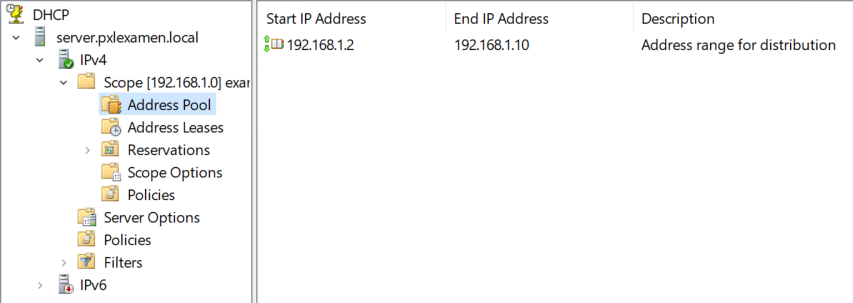 DHCP
server.pxlexamen.local
IPv4
Scope [192.168.1.0] exar
Address Pool
Address Leases
Reservations
Scope Options
Policies
Server Options
Policies
Filters
IPv6
Start IP Address End IP Address Description
192.168.1.2 192.168.1.10 Address range for distribution